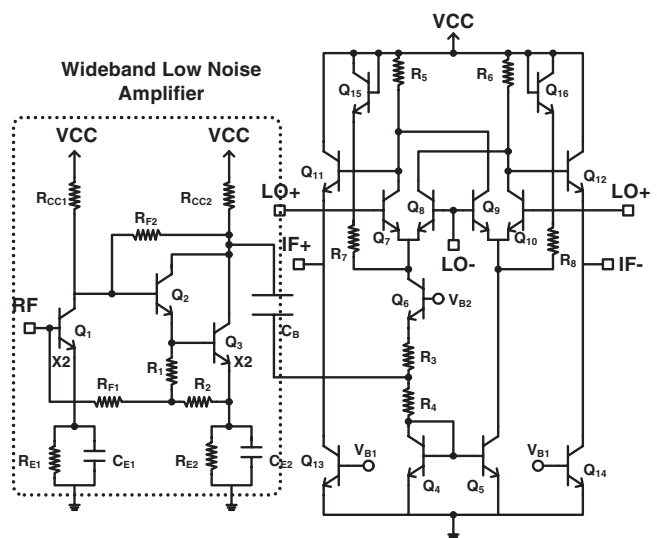 VCC
Wideband Low Noise
Amplifier
R5
R6
Q15
Q16
VCC
VCC
Q11
Q12
RCC1
RCC2
LO+
LO+
RF2
Q8
Q9
IF+
Q7
Q10
IF-
R7
LO-
R8
Q2
RF
Q6
VB2
Q1
Q3
CB
X2
X2
R1
R3
RF1
R2
R4
RE1
CE1
RE2
CE2
VB1
VB1
Q13
Q4
Q5
Q14